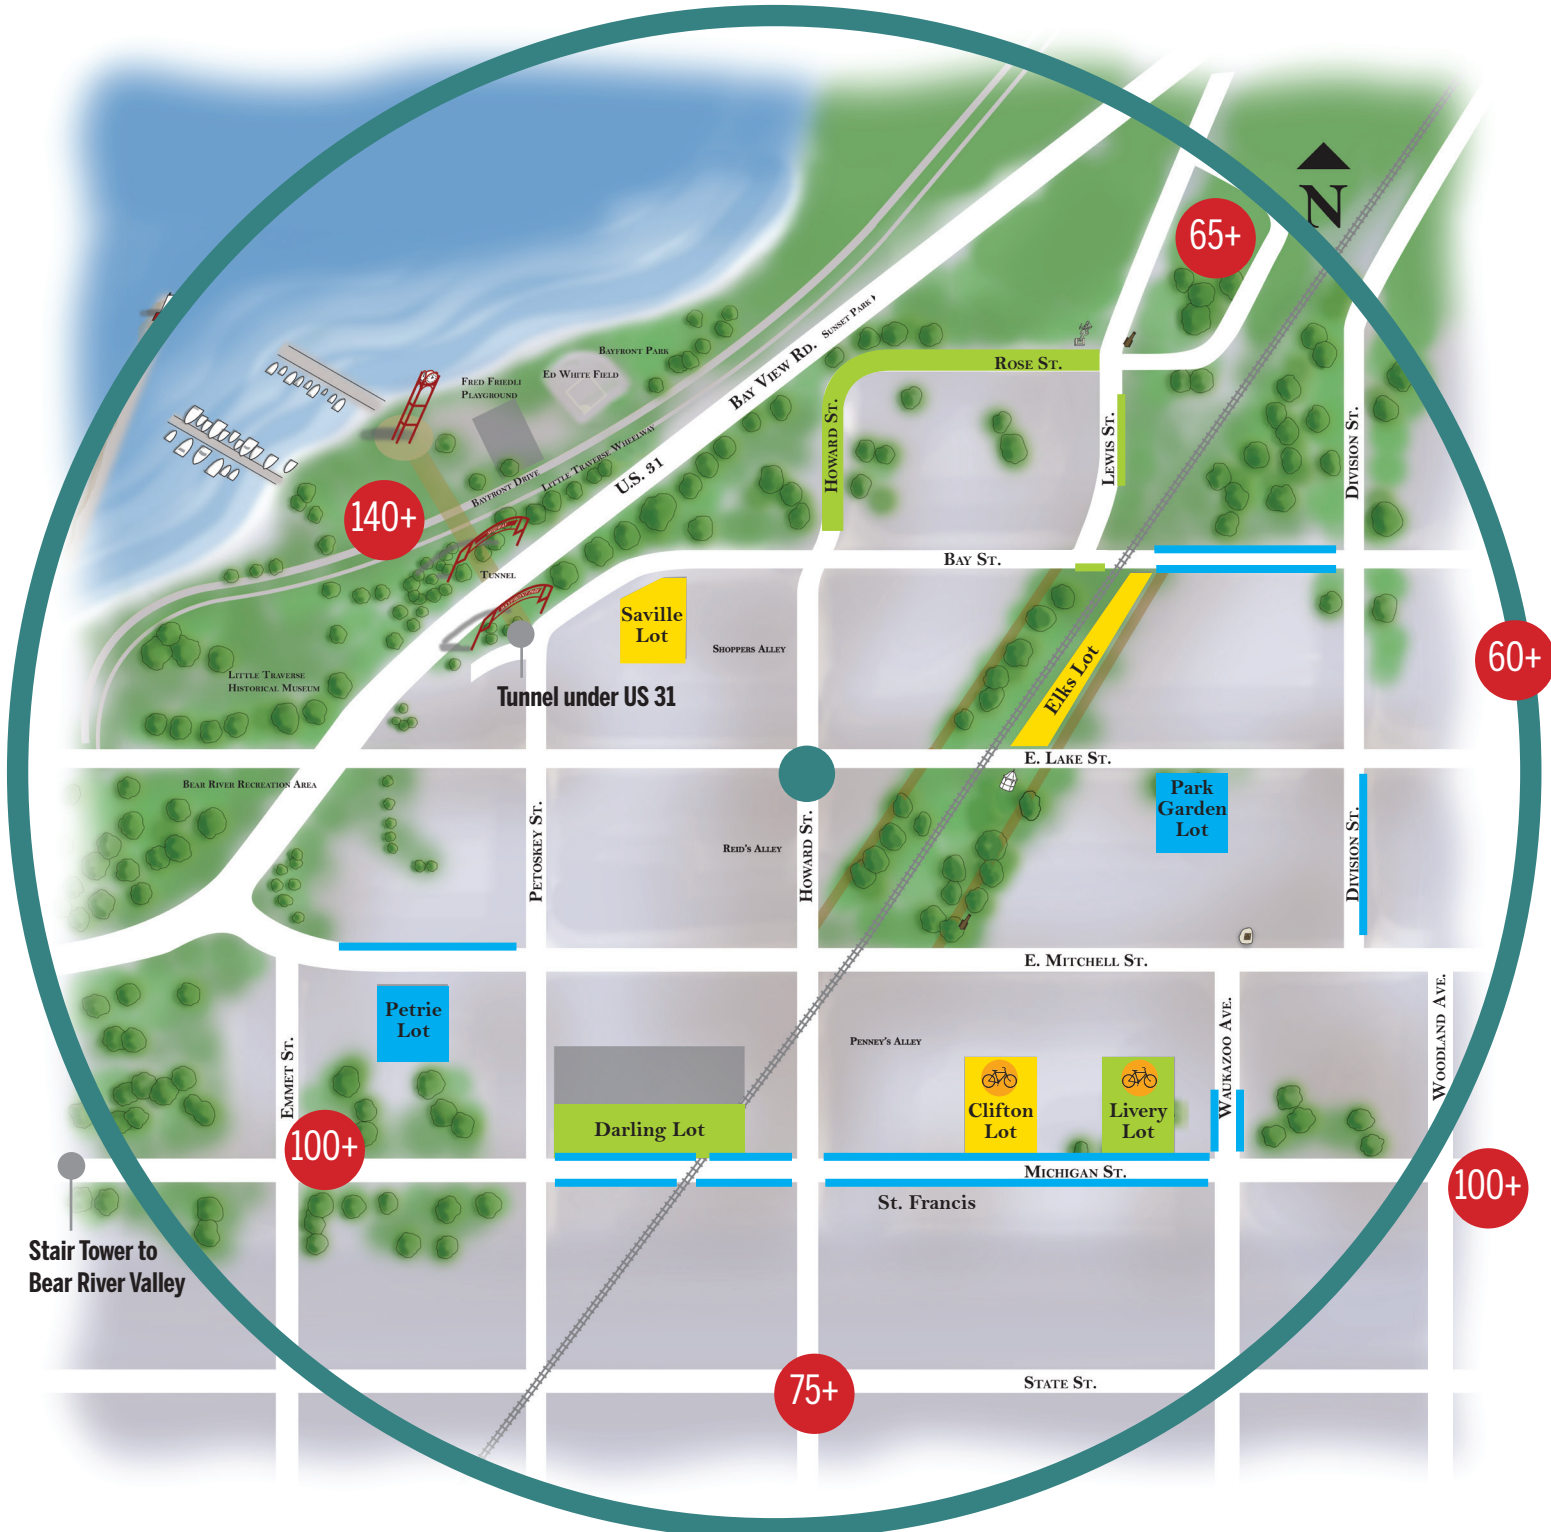 N
65+
Sunset Park
Bayfront Park
Ed White Field
Fred Friedli
Playground
Bay View Rd.
Rose St.
Howard St.
Lewis St.
Division St.
Little Traverse Wheelway
Bayfront Drive
U.S. 31
140+
Bay St.
Tunnel
Saville
Lot
Shoppers Alley
Elks Lot
60+
Little Traverse
Historical Museum
Tunnel under US 31
E. Lake St.
Bear River Recreation Area
Park
Garden
Lot
Petoskey St.
Howard St.
Reid's Alley
Division St.
E. Mitchell St.
Petrie
Lot
Emmet St.
Penney's Alley
Waukazoo Ave.
Woodland Ave.
Clifton
Lot
Livery
Lot
Darling Lot
100+
Michigan St.
100+
St. Francis
Stair Tower to
Bear River Valley
75+
State St.